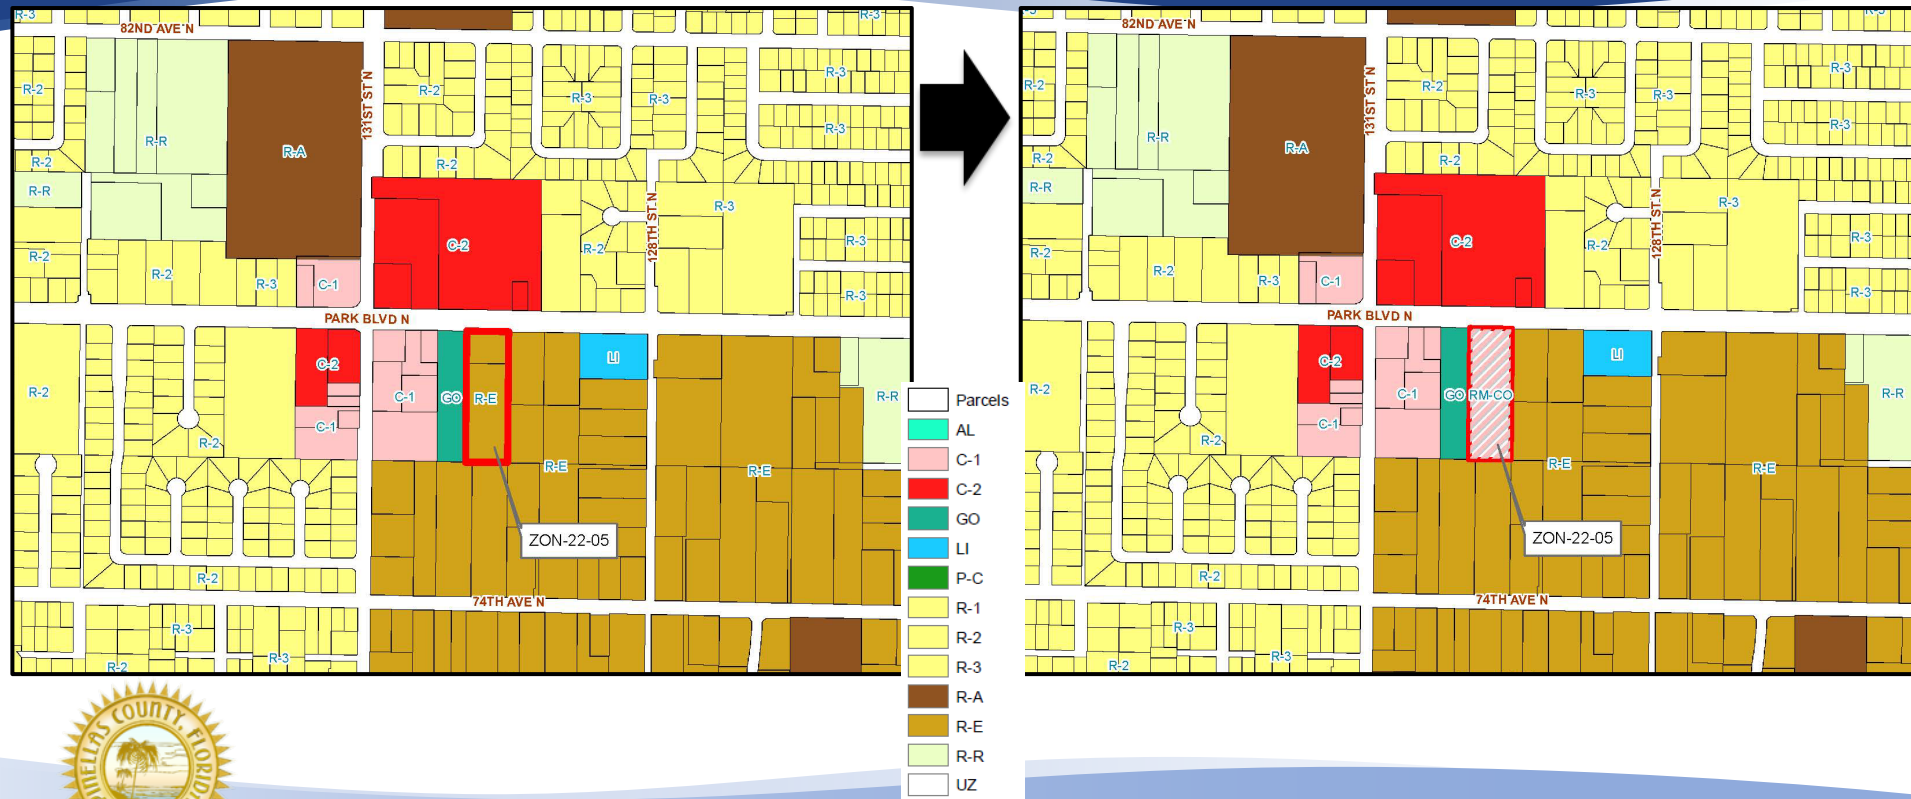 R-3
82ND AVE N
R-3
R-2
R-R
R-A
131ST ST N
R-2
R-3
R-3
R-3
R-3
R-2
R-R
R-2
C-2
R-2
128TH ST N
R-3
R-3
R-2
R-2
R-3
C-1
R-3
PARK BLVD N
R-2
C-2
C-1
GO
R-E
LI
R-R
C-1
R-2
R-E
R-E
ZON-22-05
R-2
74TH AVE N
R-3
R-2
R-3
82ND AVE N
R-2
R-R
R-A
131ST ST N
R-2
R-3
R-3
R-3
R-3
R-2
R-R
R-2
C-2
R-2
128TH ST N
R-3
R-3
R-2
R-2
R-3
C-1
R-3
PARK BLVD N
R-2
C-2
C-1
GO
RM-CO
LI
R-R
C-1
R-2
R-E
R-E
ZON-22-05
R-2
74TH AVE N
R-3
R-2
R-3
Parcels
AL
C-1
C-2
GO
LI
P-C
R-1
R-2
R-3
R-A
R-E
R-R
UZ
COUNTY,